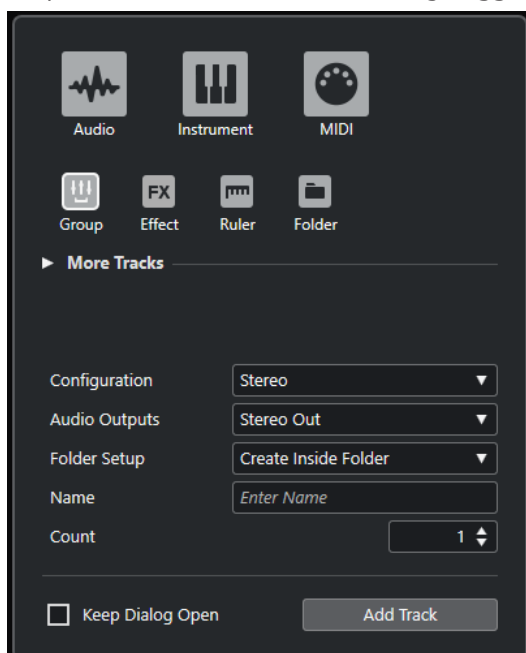 Audio Instrument MIDI
FX
Group Effect Ruler Folder
More Tracks
Configuration Stereo
Audio Outputs Stereo Out
Folder Setup Create Inside Folder
Name Enter Name
Count 1
Keep Dialog Open Add Track